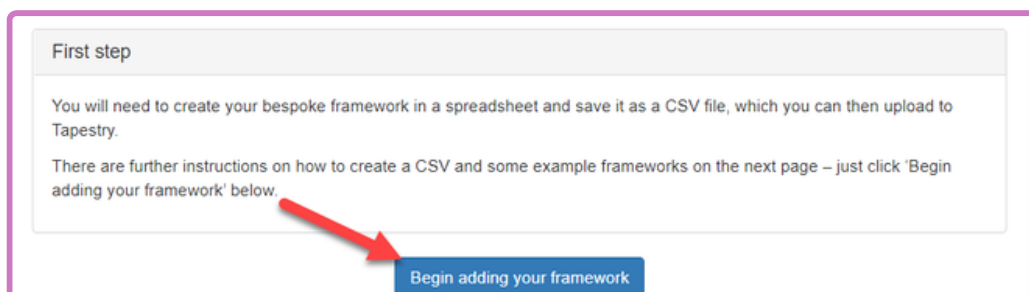 First step
You will need to create your bespoke framework in a spreadsheet and save it as a CSV file, which you can then upload to
Tapestry.
There are further instructions on how to create a CSV and some example frameworks on the next page – just click 'Begin
adding your framework' below.
Begin adding your framework